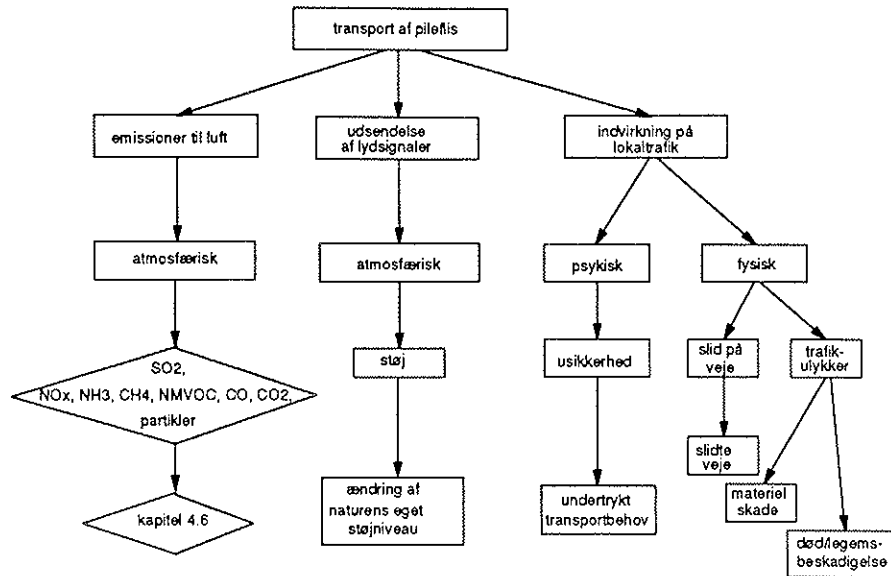 transport af pileflis
emissioner til luft
udsendelse
af lydsignaler
indvirkning på
lokaltrafik
atmosfærisk
atmosfærisk
psykisk
fysisk
SO2,
NOx, NH3, CH4, NMVOC, CO, CO2,
partikler
støj
usikkerhed
slid på
veje
trafik-
ulykker
kapitel 4.6
ændring af
naturens eget
støjniveau
undertrykt
transportbehov
slidte
veje
materiel
skade
død/legems-
beskadigelse